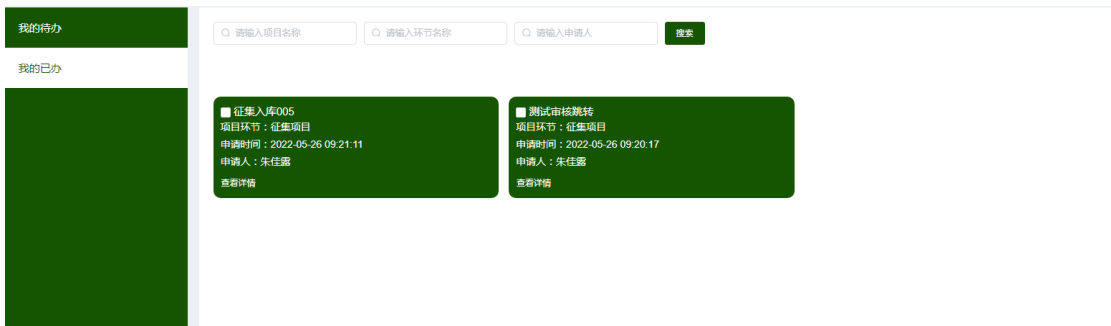 我的待办
我的已办
请输入项目名称
请输入环节名称
请输入申请人
搜索
征集入库005
项目环节：征集项目
申请时间：2022-05-26 09:21:11
申请人：朱佳露
查看详情
测试审核跳转
项目环节：征集项目
申请时间：2022-05-26 09:20:17
申请人：朱佳露
查看详情